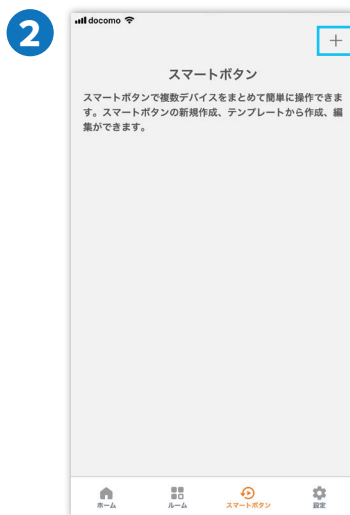 2
docomo
+
スマートボタン
スマートボタンで複数デバイスをまとめて簡単に操作できま
す。スマートボタンの新規作成、テンプレートから作成、編
集ができます。
ホーム ルーム スマートボタン 設定